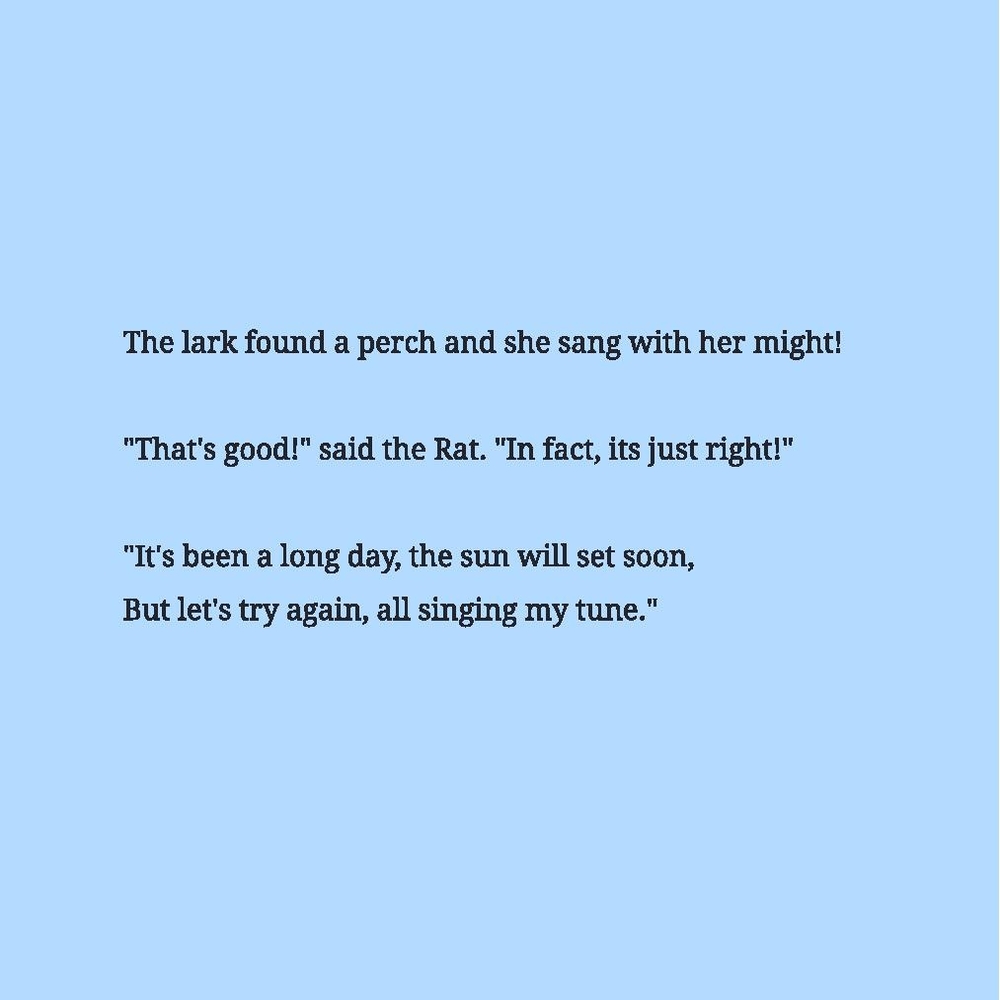 The lark found a perch and she sang with her might!
"That's good!" said the Rat. "In fact, its just right!"
"It's been a long day, the sun will set soon,
But let's try again, all singing my tune."